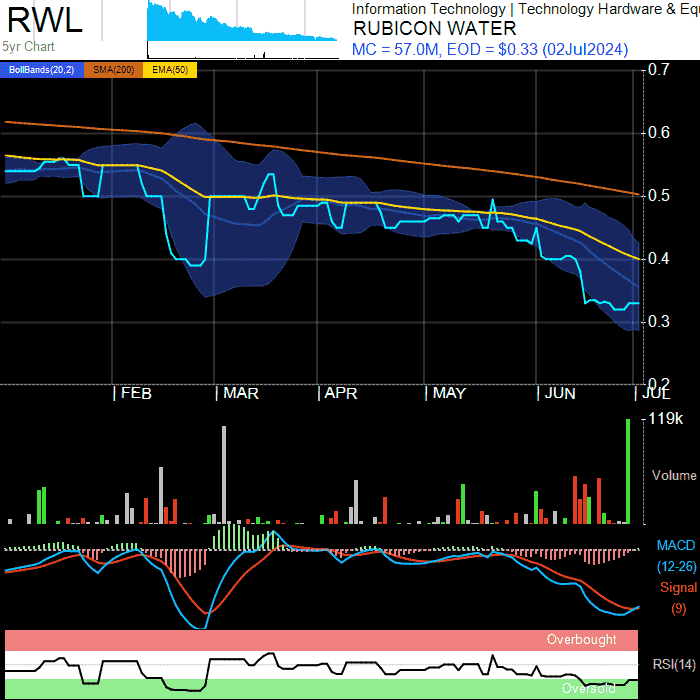 RWL
5yr Chart
Information Technology | Technology Hardware & Equ
RUBICON WATER
MC = 57.0M, EOD = $0.33 (02Jul2024)
BollBands(20,2) SMA(200) EMA(50)
0.7
0.6
0.5
0.4
0.3
0.2
| FEB | MAR | APR | MAY | JUN | JUL
119k
Volume
MACD
(12-26)
Signal
(9)
Overbought
RSI(14)
Oversold